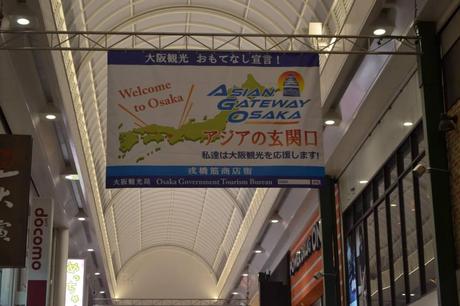 大阪観光 おもてなし宣言！
Welcome
to Osaka
ASIAN
GATEWAY
OSAKA
アジアの玄関口
私達は大阪観光を応援します！
戎橋筋商店街
大阪観光局 Osaka Government Tourism Bureau
docomo